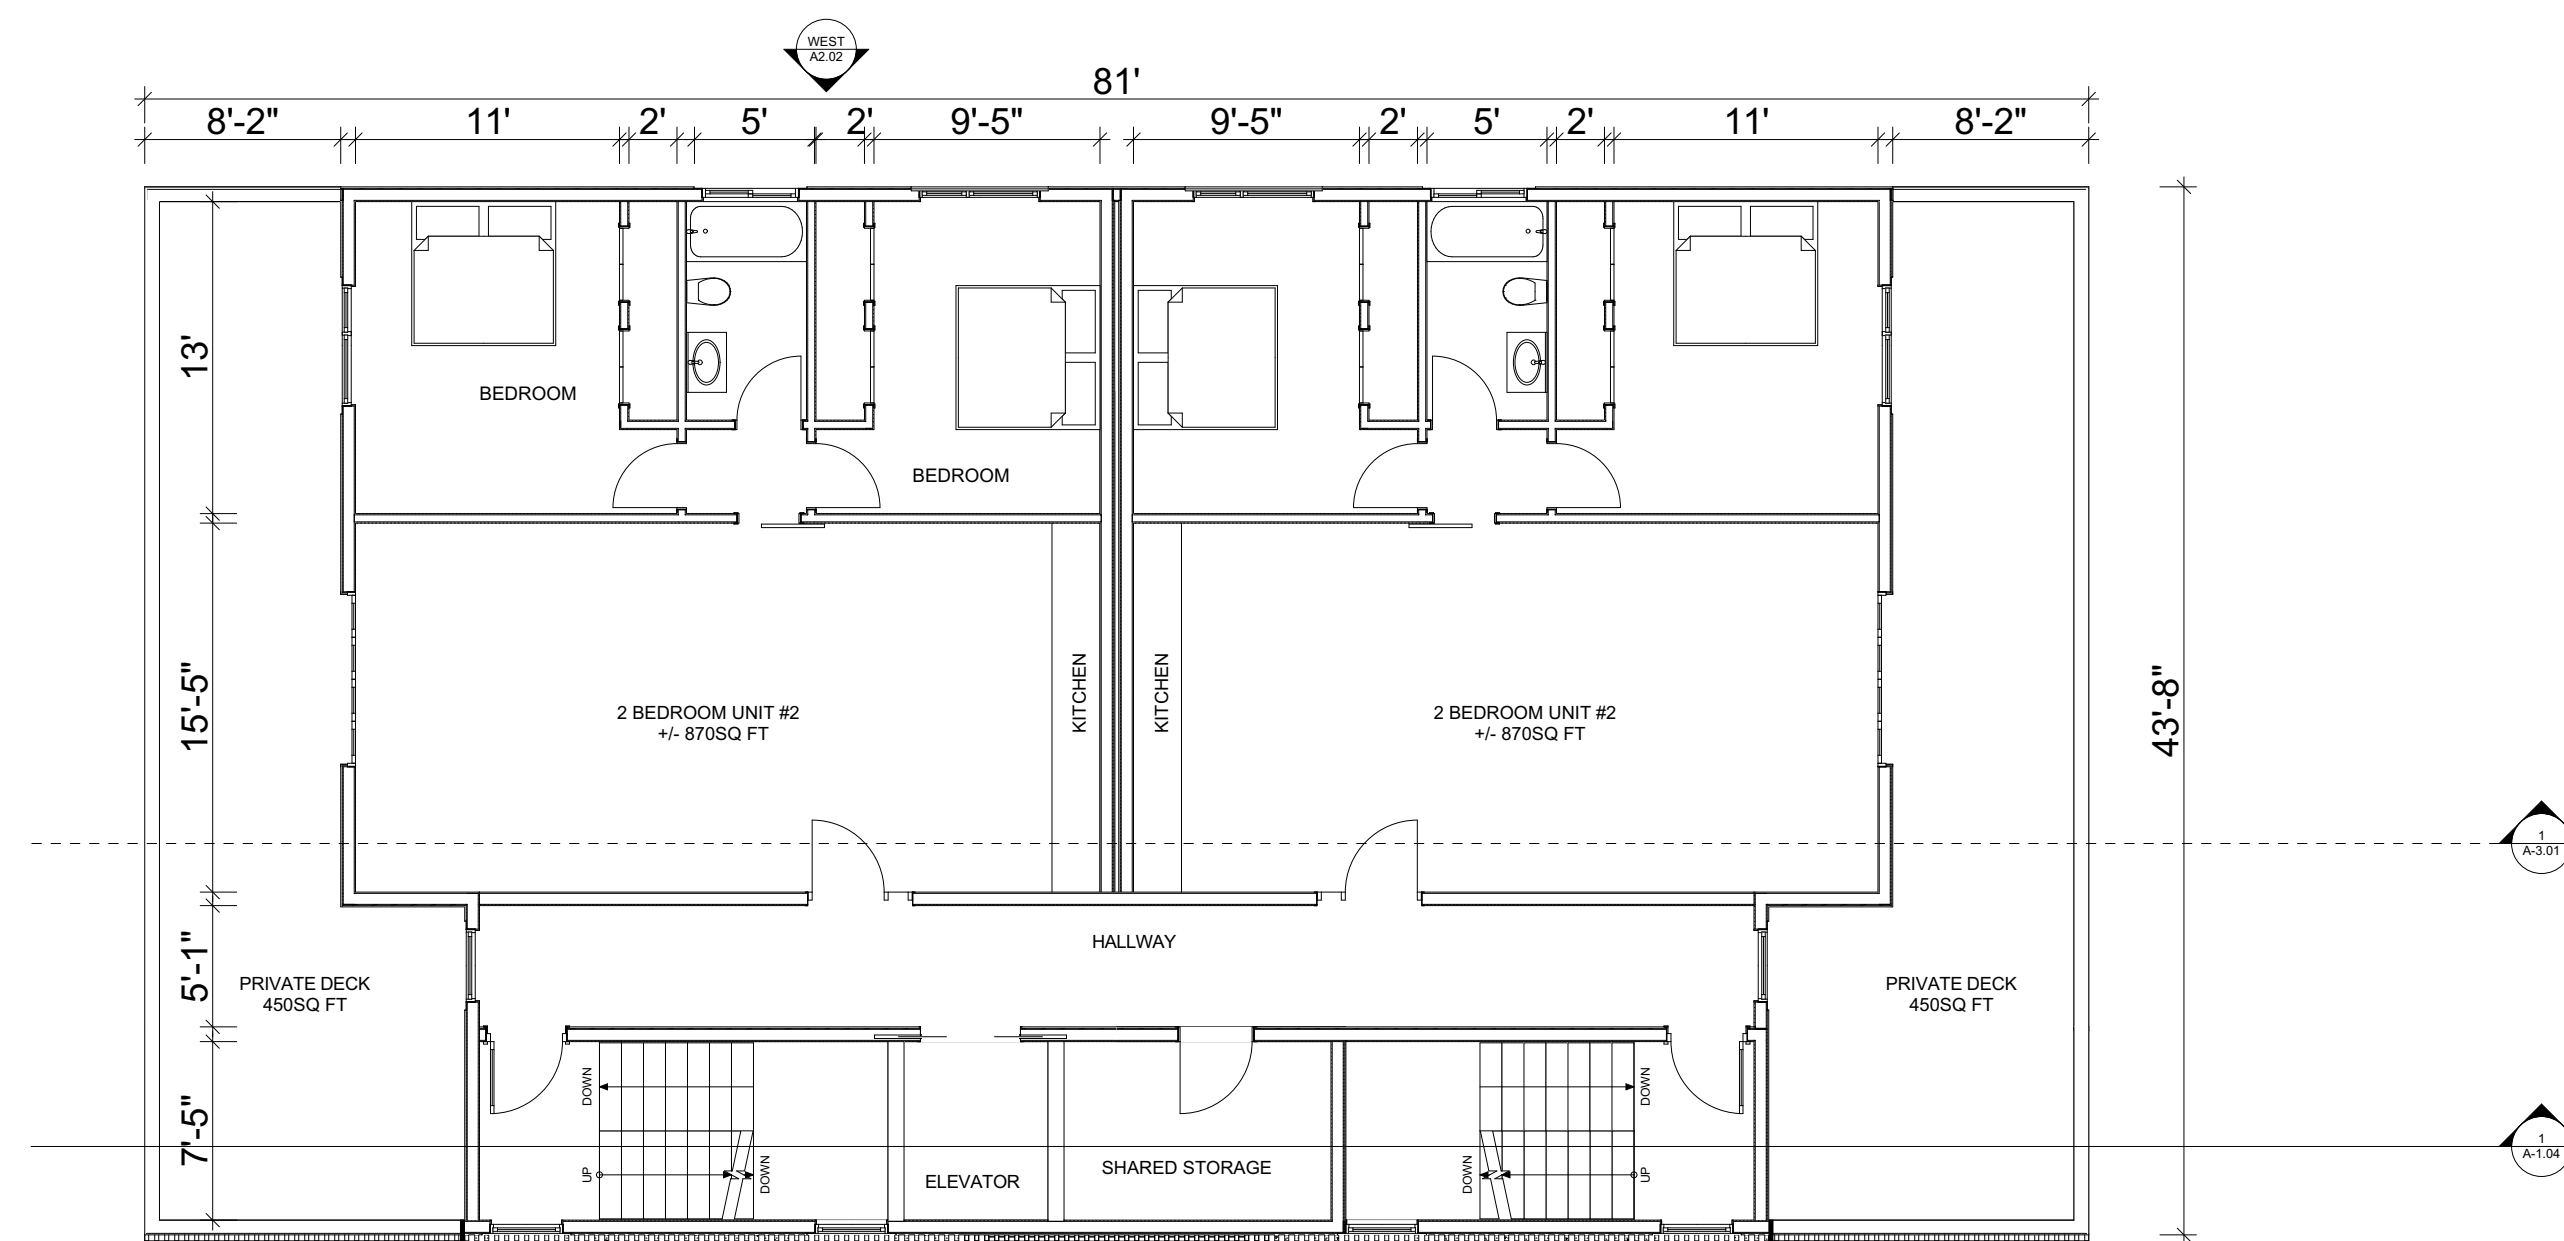 WEST
A2.02
81'
8'-2"
11'
2'
5'
2'
9'-5"
9'-5"
2'
5'
2'
11'
8'-2"
13'
BEDROOM
BEDROOM
15'-5"
2 BEDROOM UNIT #2
+/- 870SQ FT
KITCHEN
KITCHEN
2 BEDROOM UNIT #2
+/- 870SQ FT
43'-8"
1
A-3.01
HALLWAY
5'-1"
PRIVATE DECK
450SQ FT
PRIVATE DECK
450SQ FT
7'-5"
DOWN
UP
DOWN
ELEVATOR
SHARED STORAGE
DOWN
DOWN
UP
1
A-1.04